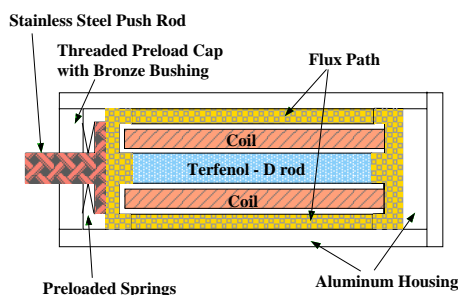 Stainless Steel Push Rod
Threaded Preload Cap
with Bronze Bushing
Flux Path
Coil
Terfenol - D rod
Coil
Preloaded Springs
Aluminum Housing